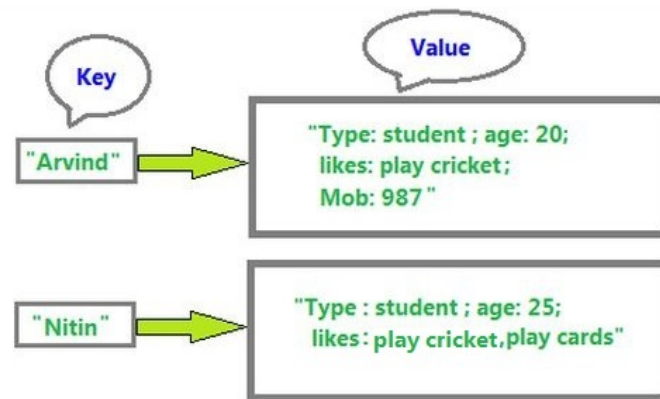 Key
Value
"Arvind"
"Type: student ; age: 20;
likes: play cricket;
Mob: 987 "
"Nitin"
"Type : student ; age: 25;
likes: play cricket,play cards"